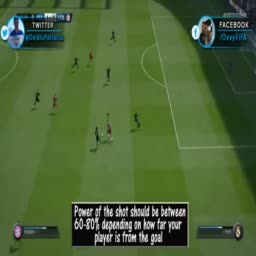 TWITTER
FACEBOOK
/OvvyFIFA
Power of the shot should be between
60-80% depending on how far your
player is from the goal